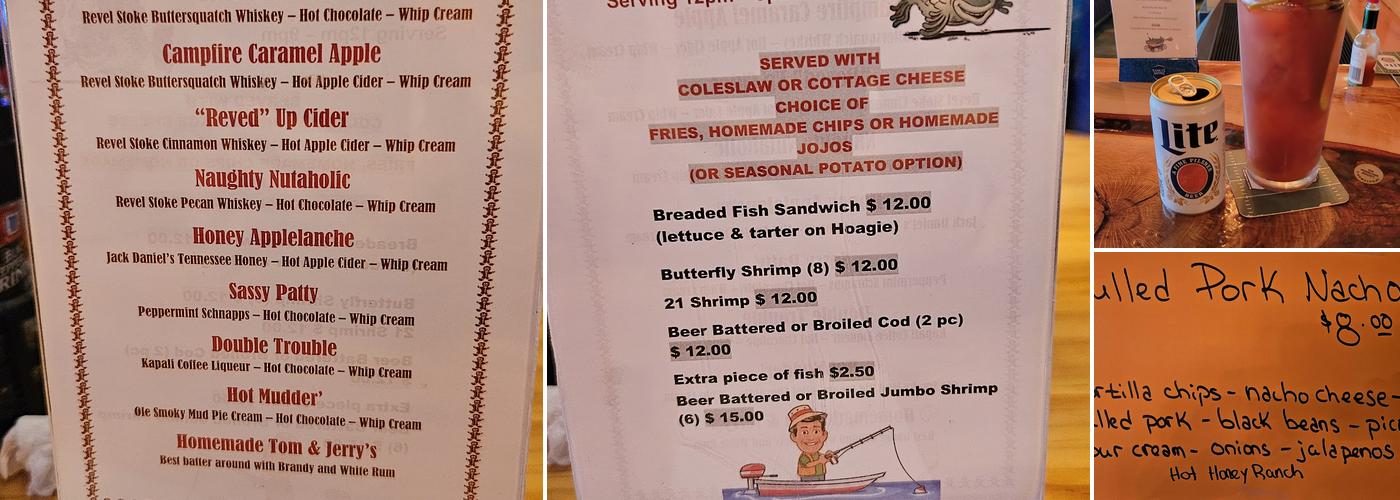 Revel Stoke Buttersquatch Whiskey – Hot Chocolate – Whip Cream
Campfire Caramel Apple
Revel Stoke Buttersquatch Whiskey – Hot Apple Cider – Whip Cream
“Reved” Up Cider
Revel Stoke Cinnamon Whiskey – Hot Apple Cider – Whip Cream
Naughty Nutaholic
Revel Stoke Pecan Whiskey – Hot Chocolate – Whip Cream
Honey Applelanche
Jack Daniel's Tennessee Honey – Hot Apple Cider – Whip Cream
Sassy Patty
Peppermint Schnapps – Hot Chocolate – Whip Cream
Double Trouble
Kapali Coffee Liqueur – Hot Chocolate – Whip Cream
Hot Mudder'
Ole Smoky Mud Pie Cream – Hot Chocolate – Whip Cream
Homemade Tom & Jerry's
Best batter around with Brandy and White Rum
Serving 12pm
SERVED WITH
COLESLAW OR COTTAGE CHEESE
CHOICE OF
FRIES, HOMEMADE CHIPS OR HOMEMADE
JOJOS
(OR SEASONAL POTATO OPTION)
Breaded Fish Sandwich $ 12.00
(lettuce & tarter on Hoagie)
Butterfly Shrimp (8) $ 12.00
21 Shrimp $ 12.00
Beer Battered or Broiled Cod (2 pc)
$ 12.00
Extra piece of fish $2.50
Beer Battered or Broiled Jumbo Shrimp
(6) $ 15.00
Lite
A FINE PILSNER
BEER
ulled Pork Nacho
$8.00
rtilla chips - nacho cheese -
lled pork - black beans - pic
our cream - onions - jalapenos
Hot Honey Ranch